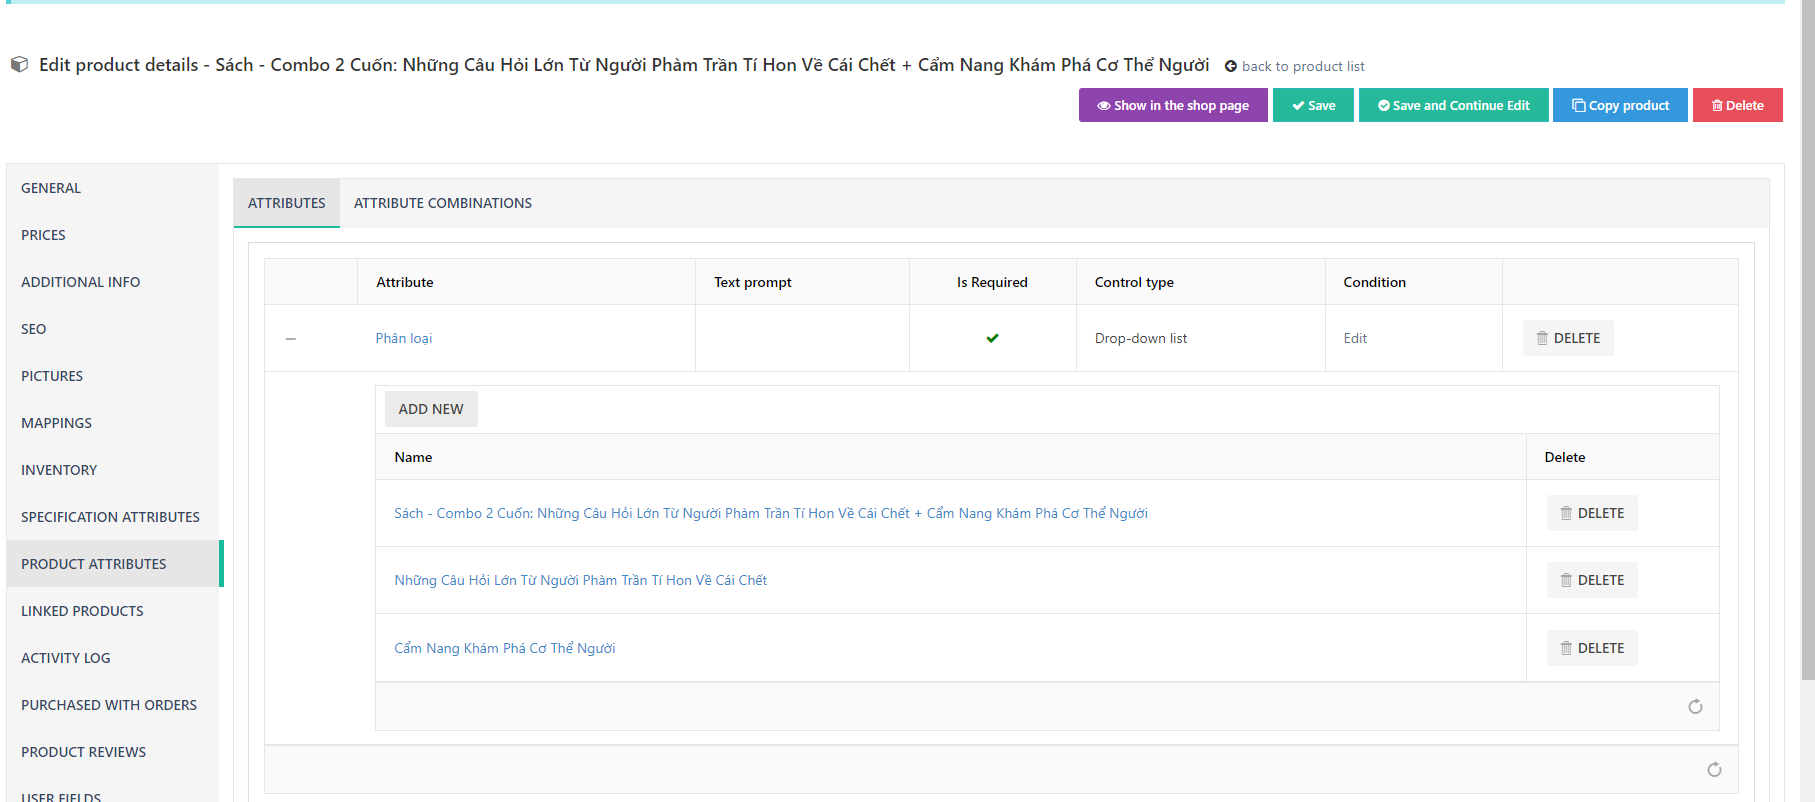 Edit product details - Sách - Combo 2 Cuốn: Những Câu Hỏi Lớn Từ Người Phàm Trần Tí Hon Về Cái Chết + Cẩm Nang Khám Phá Cơ Thể Người back to product list
Show in the shop page Save Save and Continue Edit Copy product Delete
GENERAL
PRICES
ADDITIONAL INFO
SEO
PICTURES
MAPPINGS
INVENTORY
SPECIFICATION ATTRIBUTES
PRODUCT ATTRIBUTES
LINKED PRODUCTS
ACTIVITY LOG
PURCHASED WITH ORDERS
PRODUCT REVIEWS
USER FIELDS
ATTRIBUTES ATTRIBUTE COMBINATIONS
Attribute Text prompt Is Required Control type Condition
Phân loại Drop-down list Edit DELETE
ADD NEW
Name Delete
Sách - Combo 2 Cuốn: Những Câu Hỏi Lớn Từ Người Phàm Trần Tí Hon Về Cái Chết + Cẩm Nang Khám Phá Cơ Thể Người DELETE
Những Câu Hỏi Lớn Từ Người Phàm Trần Tí Hon Về Cái Chết DELETE
Cẩm Nang Khám Phá Cơ Thể Người DELETE